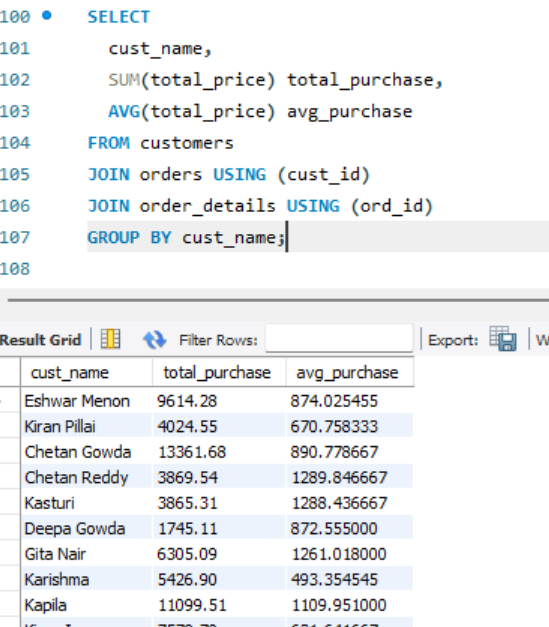 100 SELECT
101 cust_name,
102 SUM(total_price) total_purchase,
103 AVG(total_price) avg_purchase
104 FROM customers
105 JOIN orders USING (cust_id)
106 JOIN order_details USING (ord_id)
107 GROUP BY cust_name;
108
Result Grid Filter Rows: Export: W
cust_name total_purchase avg_purchase
Eshwar Menon 9614.28 874.025455
Kiran Pillai 4024.55 670.758333
Chetan Gowda 13361.68 890.778667
Chetan Reddy 3869.54 1289.846667
Kasturi 3865.31 1288.436667
Deepa Gowda 1745.11 872.555000
Gita Nair 6305.09 1261.018000
Karishma 5426.90 493.354545
Kapila 11099.51 1109.951000